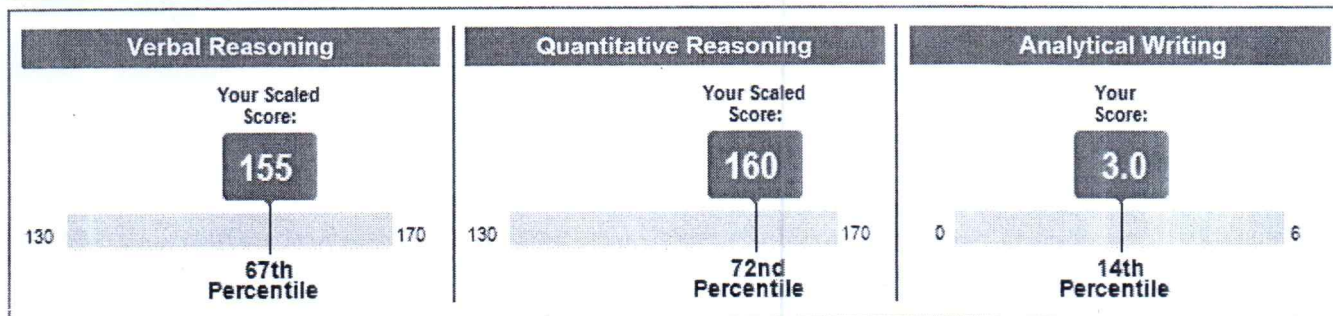 Verbal Reasoning
Your Scaled
Score:
155
130
170
67th
Percentile
Quantitative Reasoning
Your Scaled
Score:
160
130
170
72nd
Percentile
Analytical Writing
Your
Score:
3.0
0
6
14th
Percentile